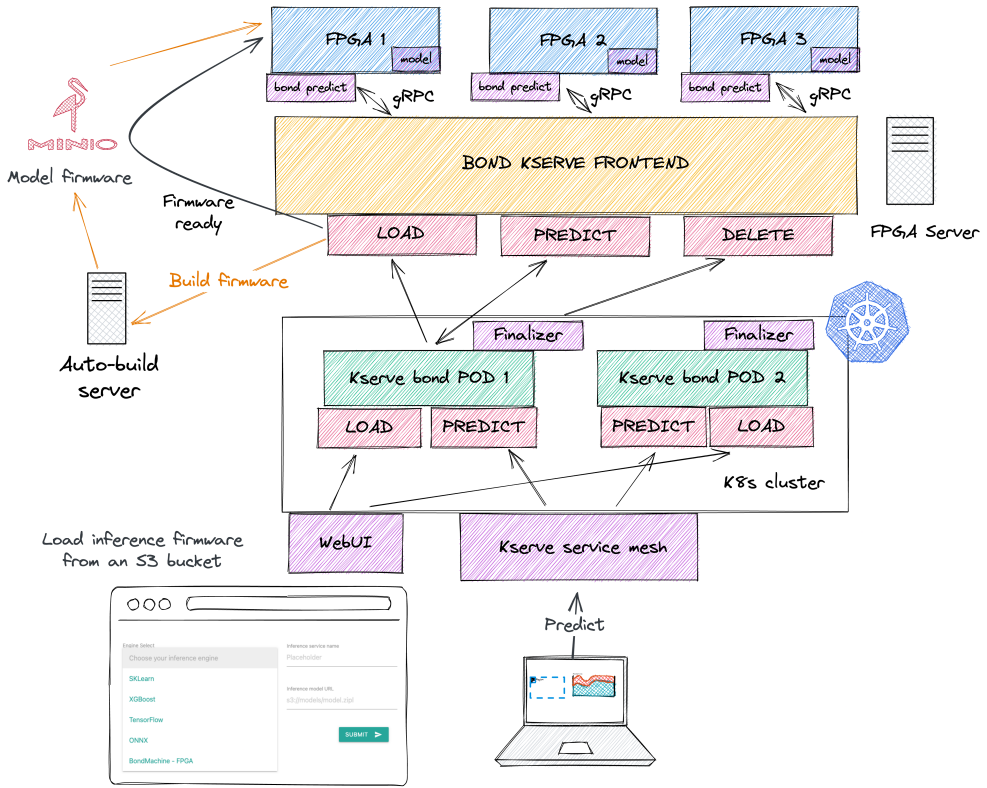 FPGA 1
model
bond predict
gRPC
FPGA 2
model
bond predict
gRPC
FPGA 3
model
bond predict
gRPC
MINIO
Model firmware
BOND KSERVE FRONTEND
Firmware
ready
LOAD
PREDICT
DELETE
FPGA Server
Build firmware
Auto-build
server
Finalizer
Finalizer
Kserve bond POD 1
Kserve bond POD 2
LOAD
PREDICT
PREDICT
LOAD
K8s cluster
WebUI
Kserve service mesh
Load inference firmware
from an S3 bucket
Predict
Engine Select
Choose your inference engine
SKLearn
XGBoost
TensorFlow
ONNX
BondMachine - FPGA
Inference service name
Placeholder
Inference model URL
s3://models/model.zip|
SUBMIT